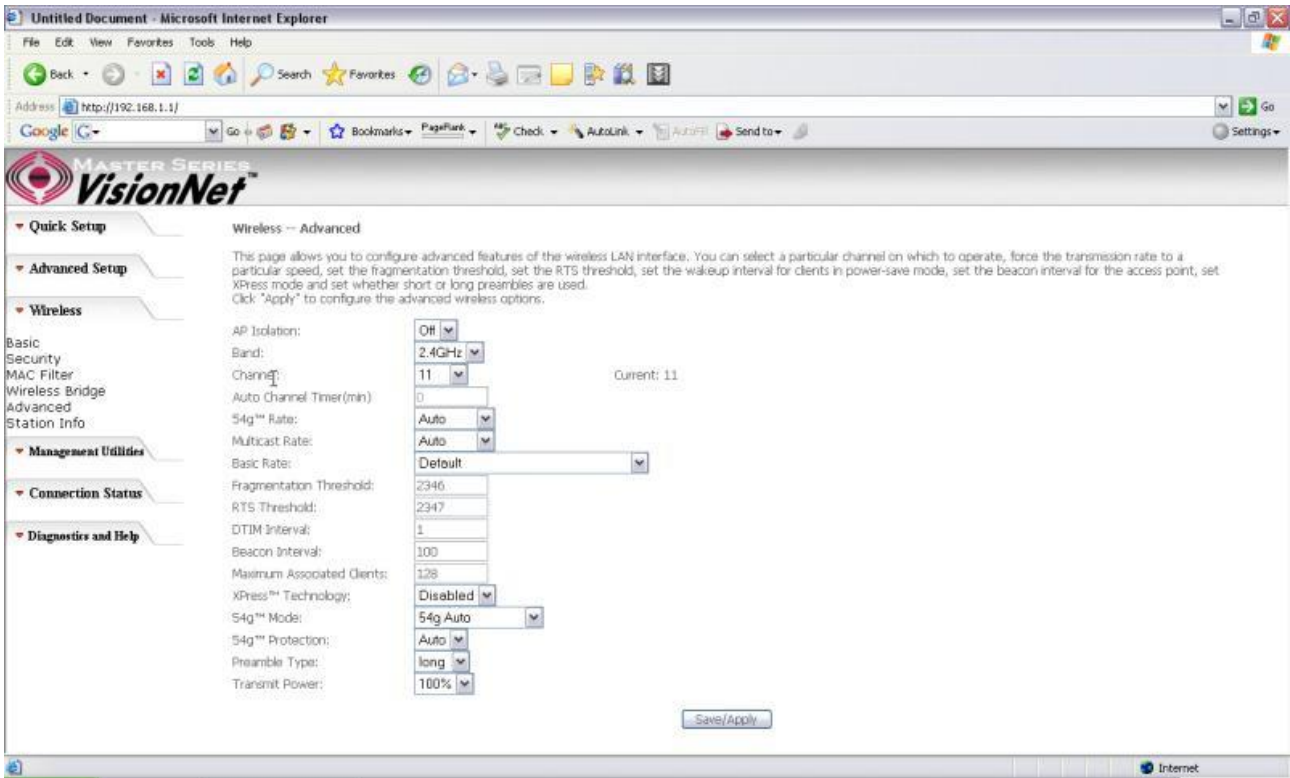 Untitled Document - Microsoft Internet Explorer
File Edit View Favorites Tools Help
Back Search Favorites
Address http://192.168.1.1/ Go
Google G Go Bookmarks PageRank Check AutoLink AutoFill Send to Settings
MASTER SERIES
VisionNet™
Quick Setup
Advanced Setup
Wireless
Basic
Security
MAC Filter
Wireless Bridge
Advanced
Station Info
Management Utilities
Connection Status
Diagnostics and Help
Wireless -- Advanced
This page allows you to configure advanced features of the wireless LAN interface. You can select a particular channel on which to operate, force the transmission rate to a
particular speed, set the fragmentation threshold, set the RTS threshold, set the wakeup interval for clients in power-save mode, set the beacon interval for the access point, set
XPress mode and set whether short or long preambles are used.
Click "Apply" to configure the advanced wireless options.
AP Isolation: Off
Band: 2.4GHz
Channel: 11 Current: 11
Auto Channel Timer(min) 0
54g™ Rate: Auto
Multicast Rate: Auto
Basic Rate: Default
Fragmentation Threshold: 2346
RTS Threshold: 2347
DTIM Interval: 1
Beacon Interval: 100
Maximum Associated Clients: 128
XPress™ Technology: Disabled
54g™ Mode: 54g Auto
54g™ Protection: Auto
Preamble Type: long
Transmit Power: 100%
Save/Apply
Internet